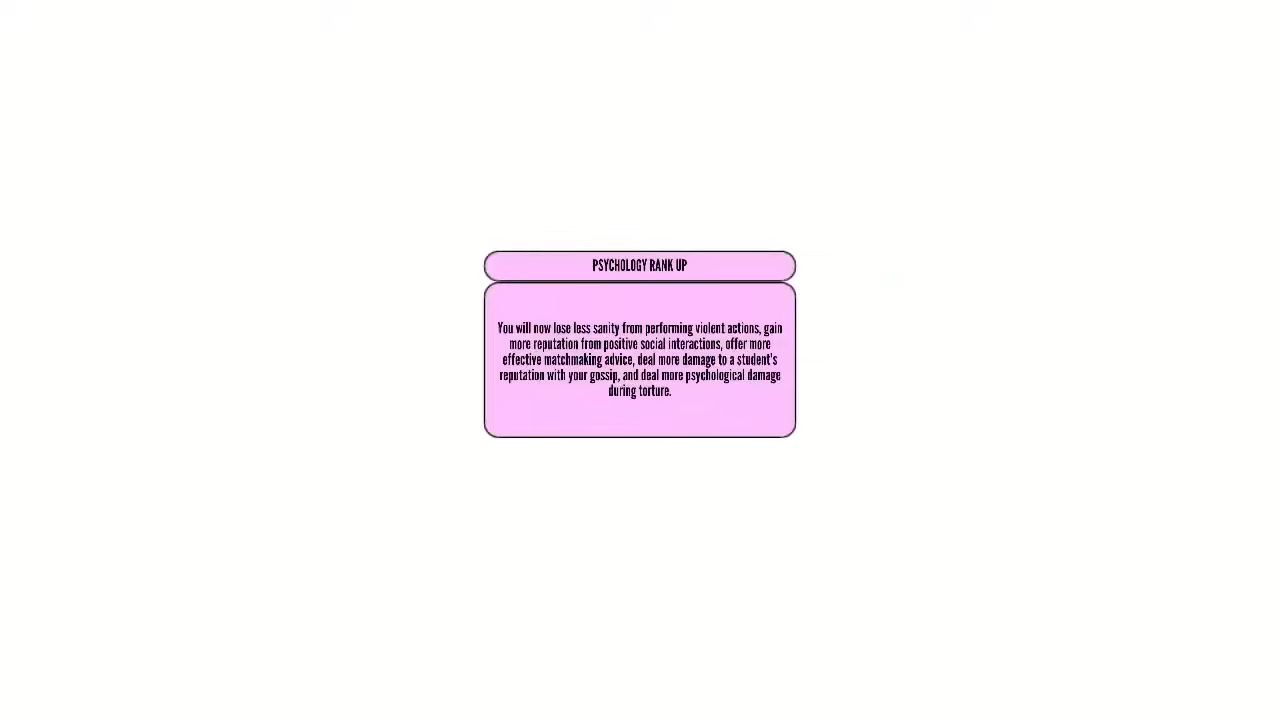 PSYCHOLOGY RANK UP
You will now lose less sanity from performing violent actions, gain
more reputation from positive social interactions, offer more
effective matchmaking advice, deal more damage to a student's
reputation with your gossip, and deal more psychological damage
during torture.